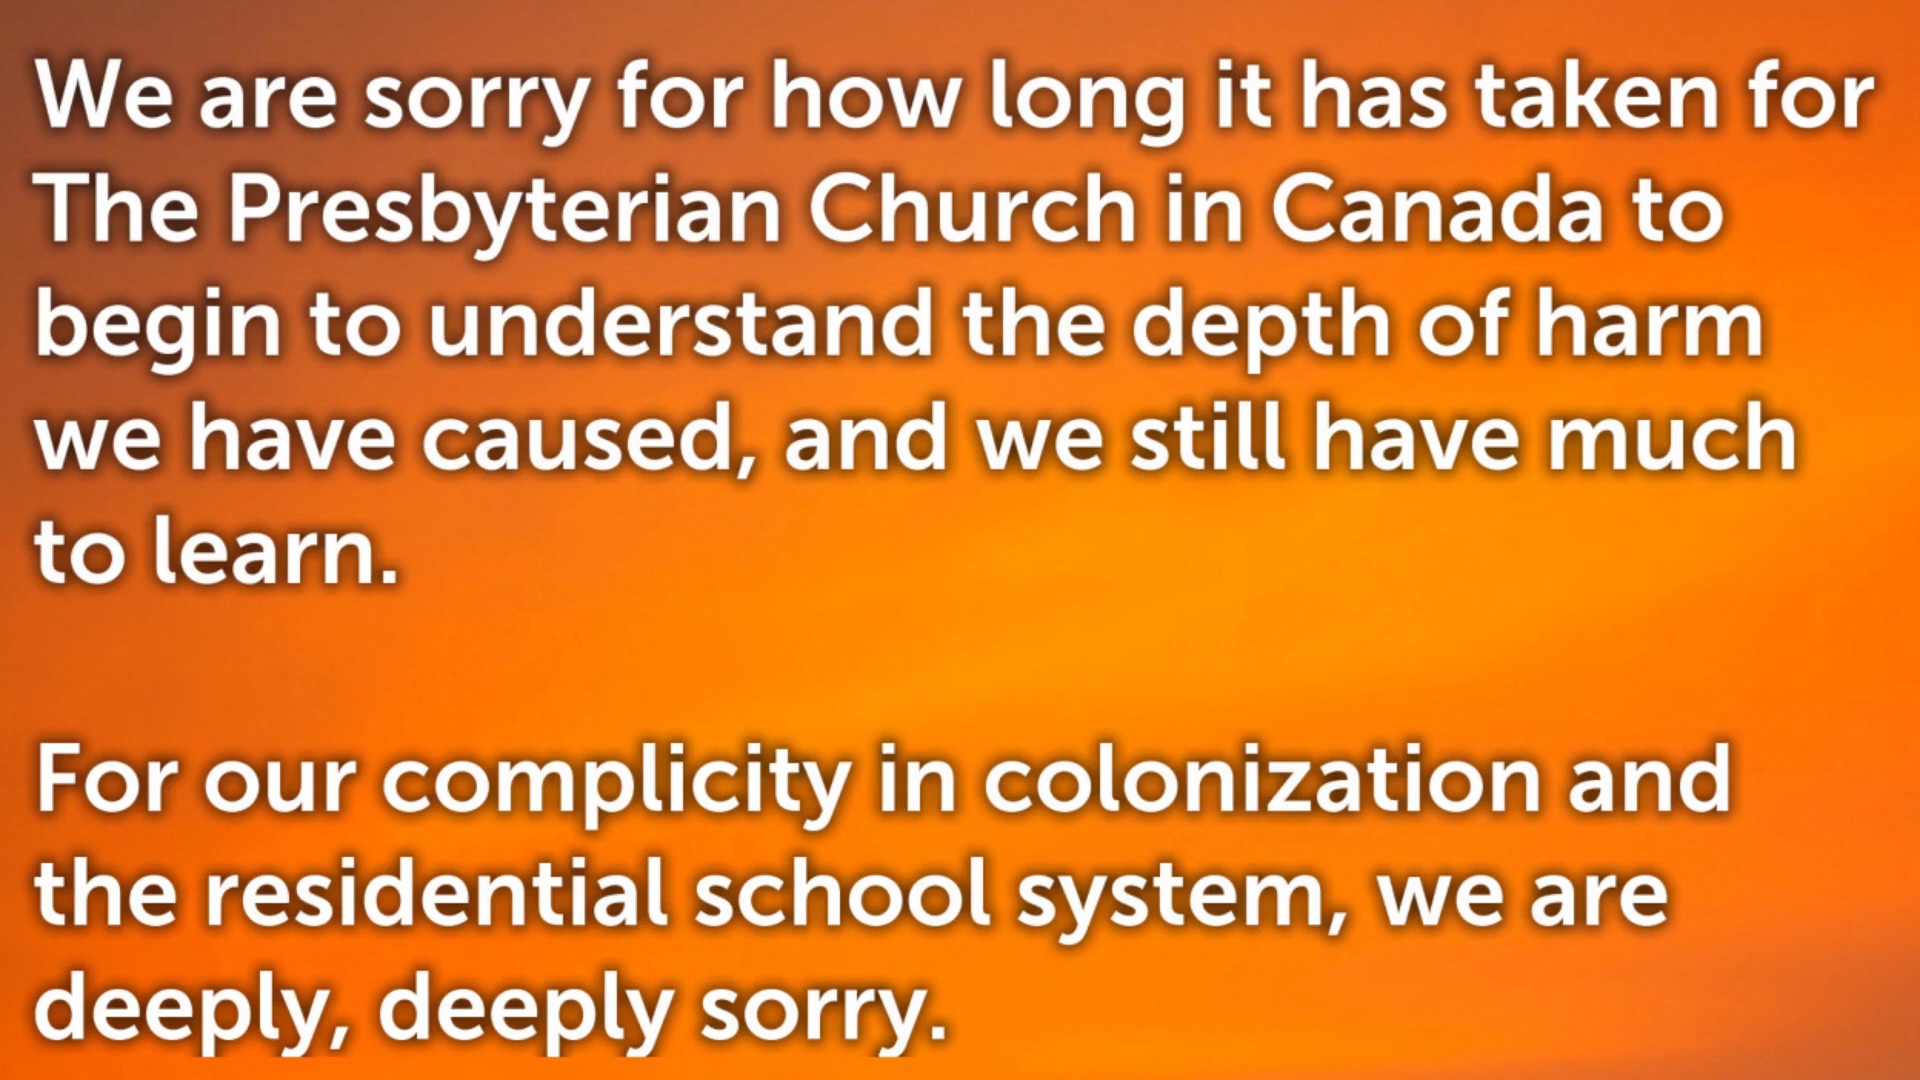 We are sorry for how long it has taken for
The Presbyterian Church in Canada to
begin to understand the depth of harm
we have caused, and we still have much
to learn.
For our complicity in colonization and
the residential school system, we are
deeply, deeply sorry.